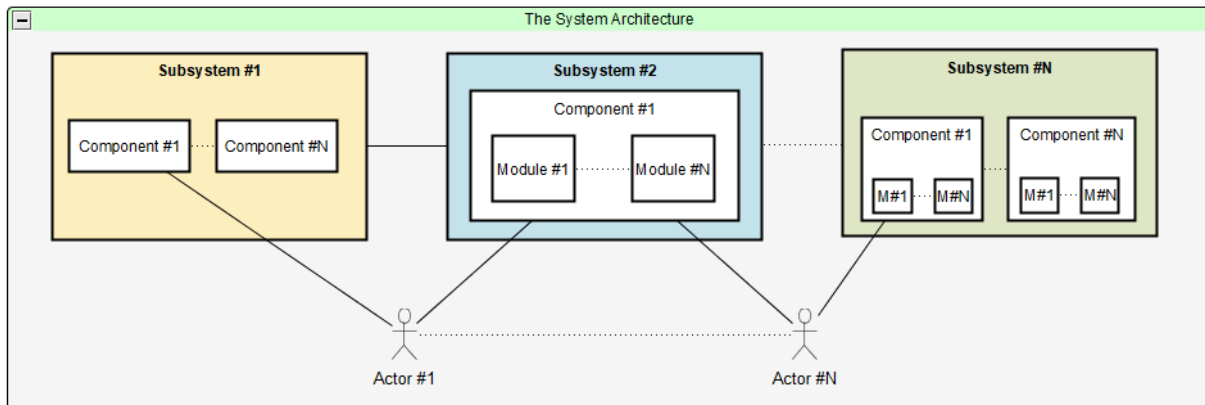 The System Architecture
Subsystem #1
Component #1
Component #N
Subsystem #2
Component #1
Module #1
Module #N
Subsystem #N
Component #1
M#1
M#N
Component #N
M#1
M#N
Actor #1
Actor #N